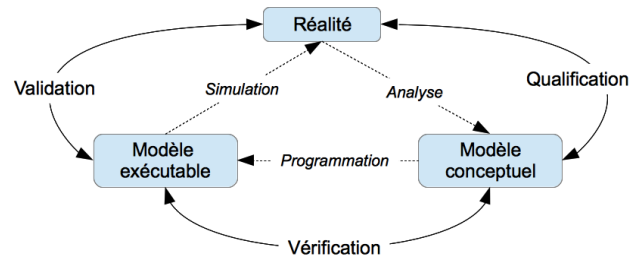 Réalité
Validation
Simulation
Analyse
Qualification
Modèle
exécutable
Programmation
Modèle
conceptuel
Vérification